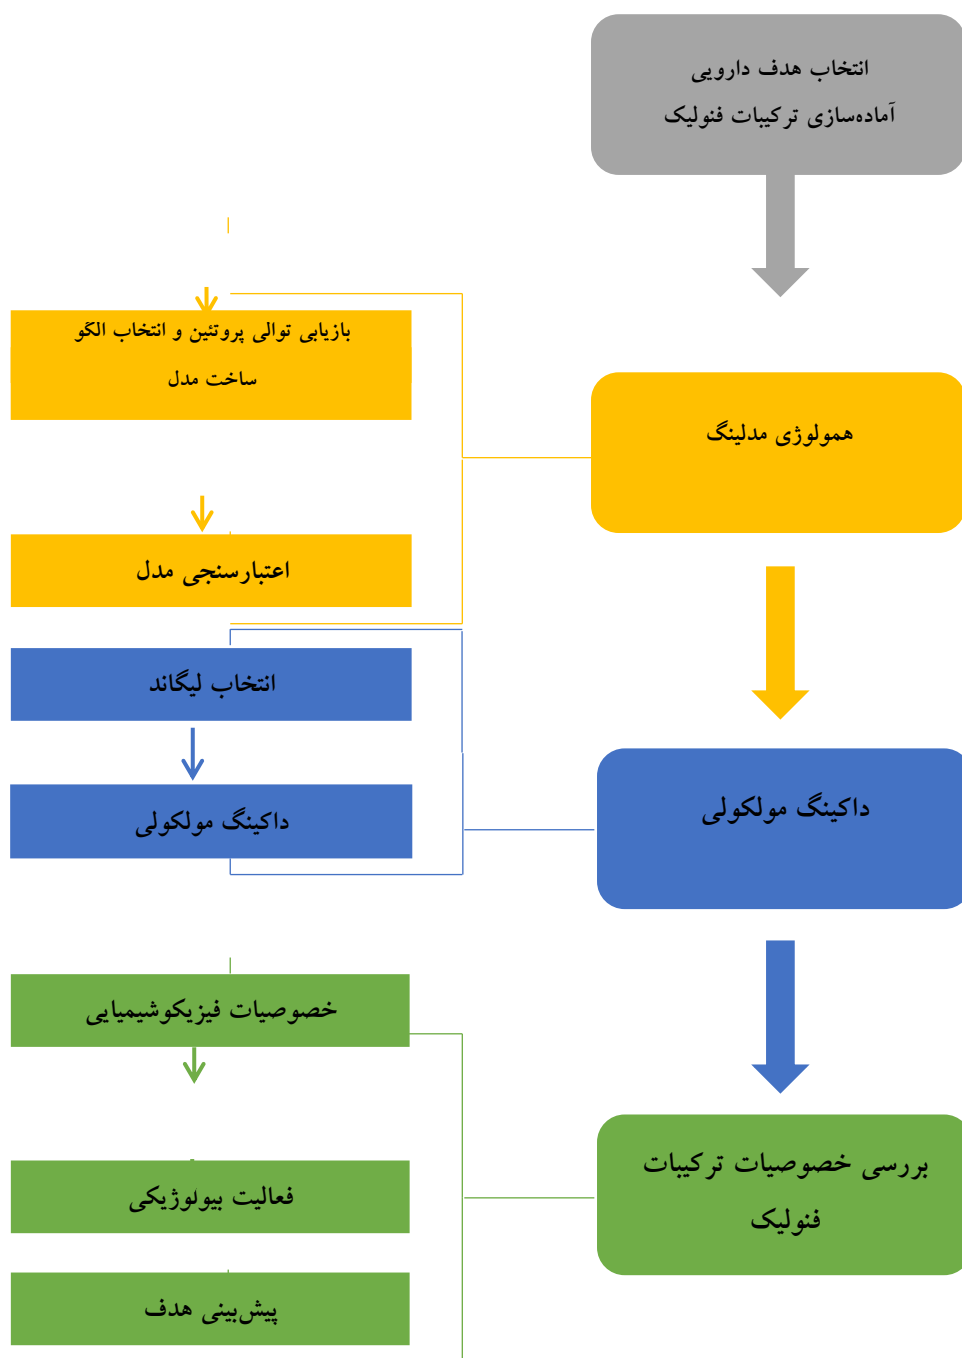 انتخاب هدف دارویی
آماده‌سازی ترکیبات فنولیک
همولوژی مدلینگ
بازیابی توالی پروتئین و انتخاب الگو
ساخت مدل
اعتبارسنجی مدل
داکینگ مولکولی
انتخاب لیگاند
داکینگ مولکولی
بررسی خصوصیات ترکیبات
فنولیک
خصوصیات فیزیکوشیمیایی
فعالیت بیولوژیکی
پیش‌بینی هدف